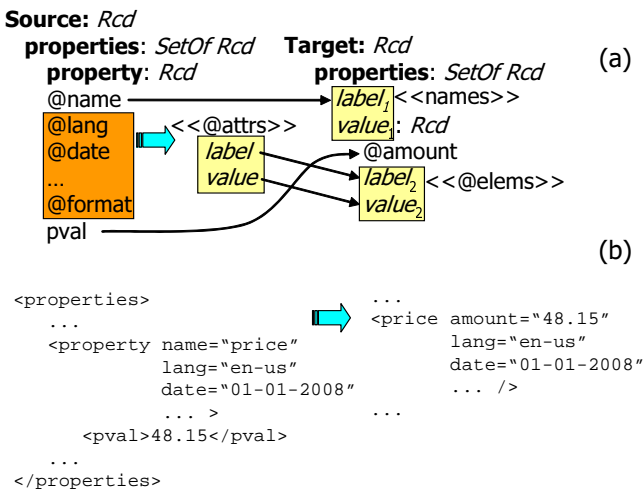 Source: Rcd
properties: SetOf Rcd
property: Rcd
@name
@lang
@date
...
@format
pval
<<@attrs>>
label
value
Target: Rcd
properties: SetOf Rcd
label1 <<names>>
value1: Rcd
@amount
label2 <<@elems>>
value2
(a)
(b)
<properties>
...
<property name=“price”
lang=“en-us”
date=“01-01-2008”
... >
<pval>48.15</pval>
...
</properties>
...
<price amount=“48.15”
lang=“en-us”
date=“01-01-2008”
... />
...